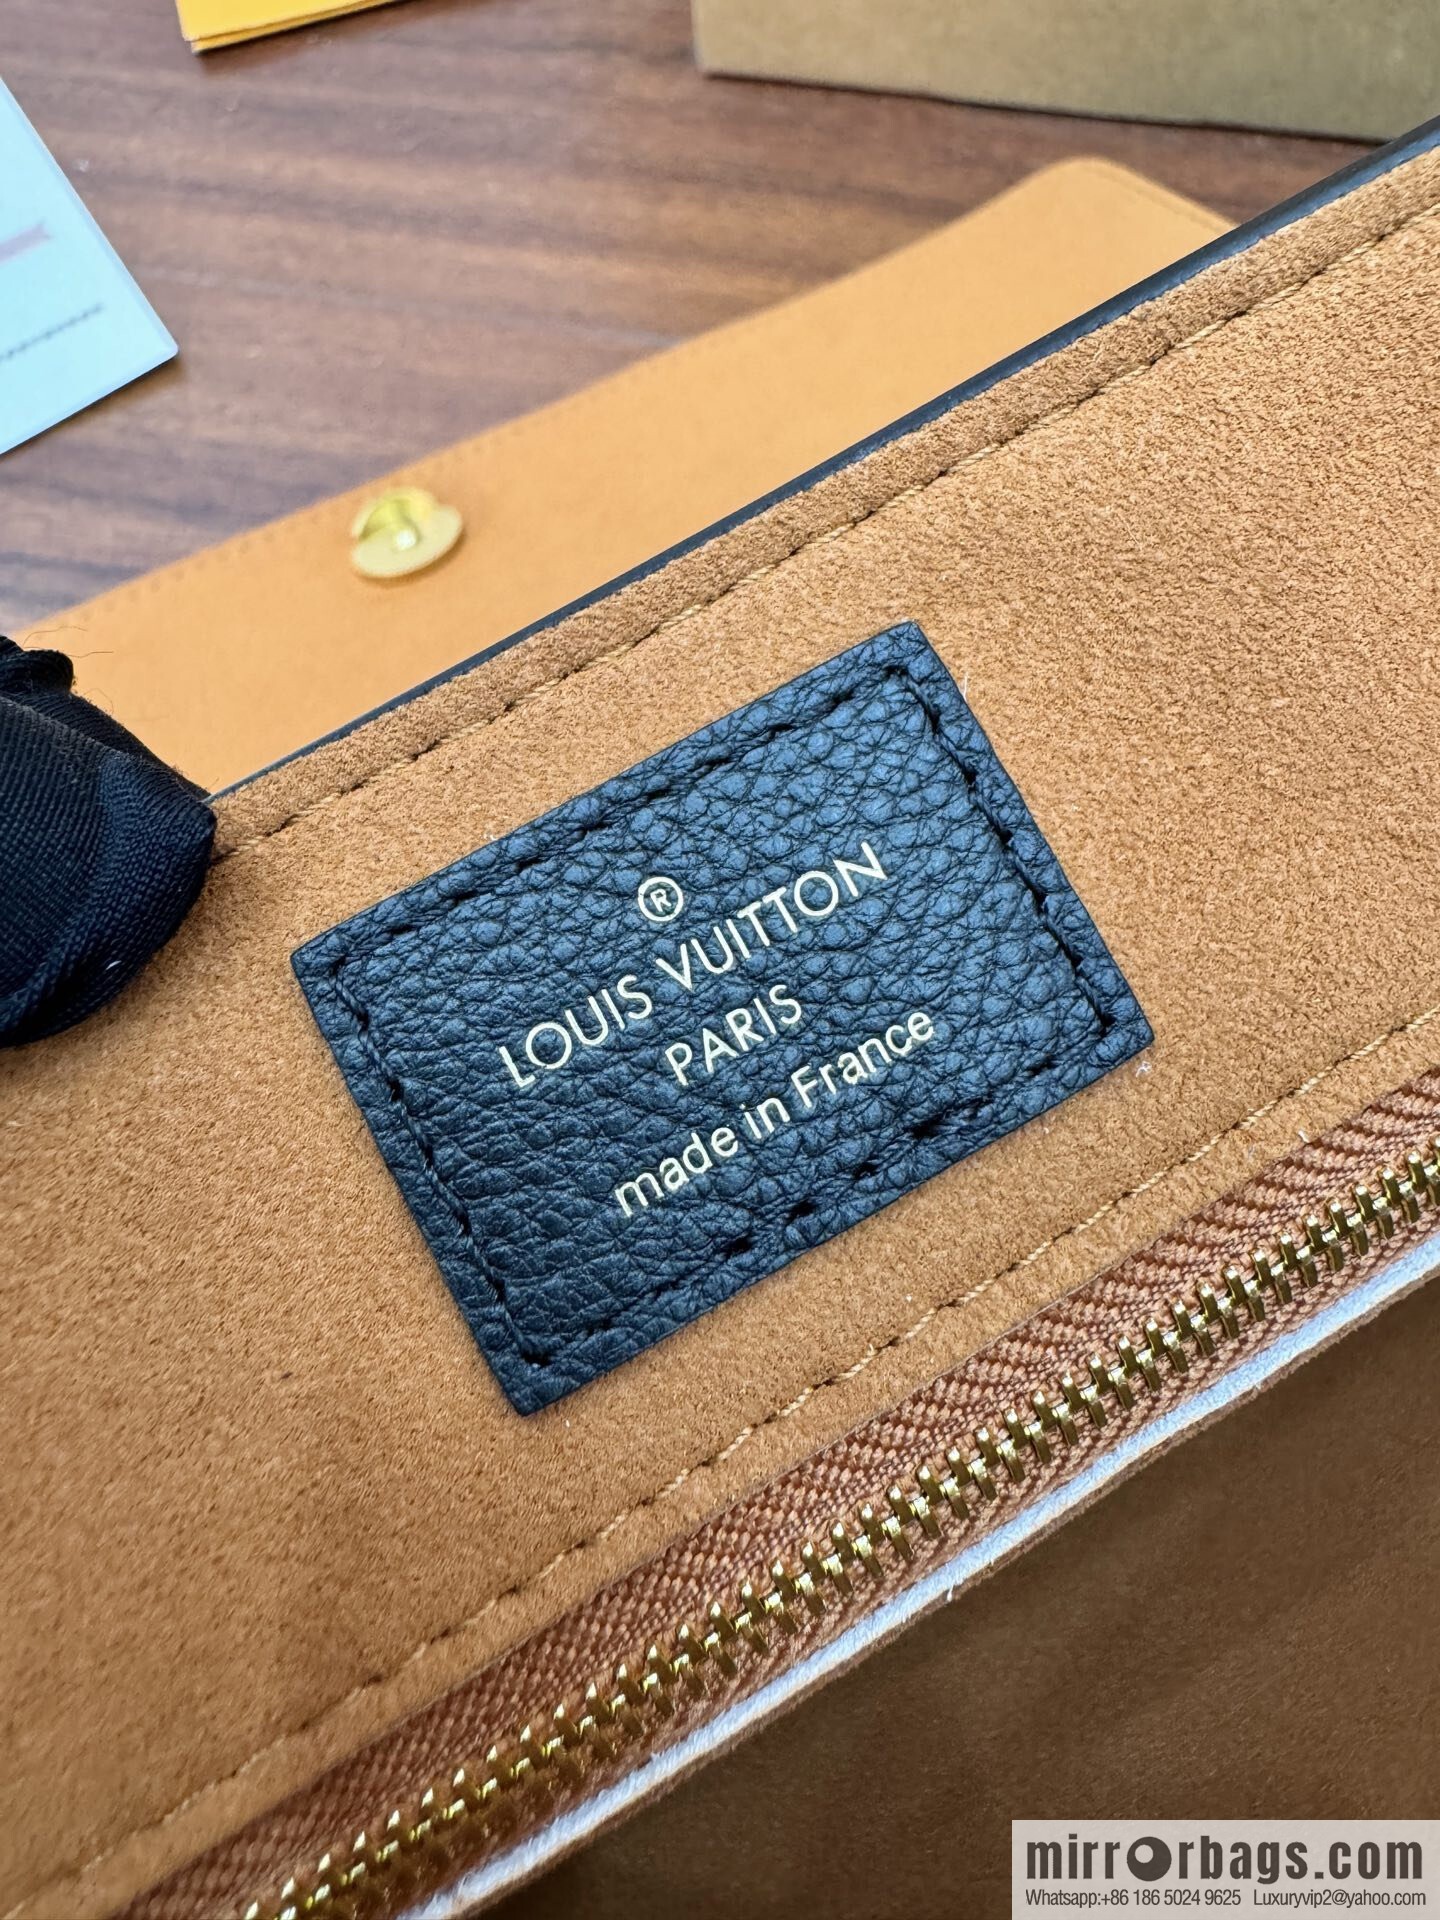 ®
LOUIS VUITTON
PARIS
made in France
mirrorbags.com
Whatsapp:+86 186 5024 9625 Luxuryvip2@yahoo.com